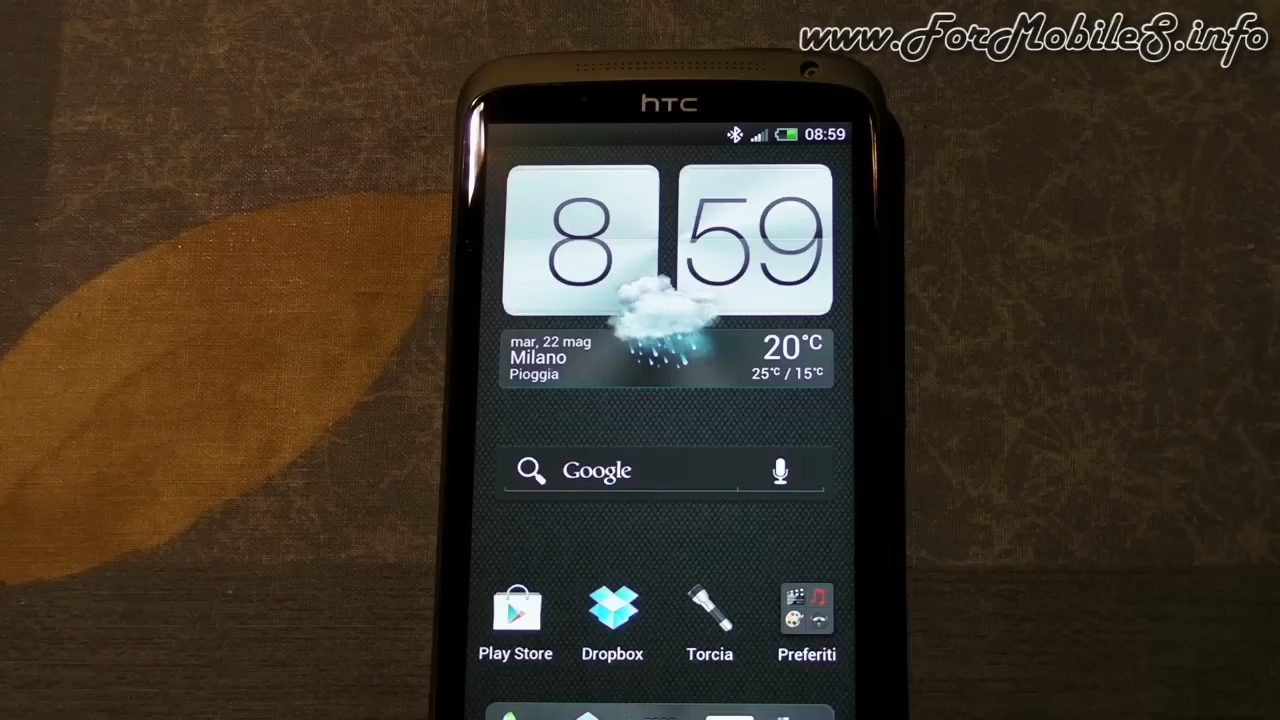 www.ForMobileS.info
hTC
08:59
8 59
mar, 22 mag
Milano
Pioggia
20°C
25°C / 15°C
Google
Play Store Dropbox Torcia Preferiti